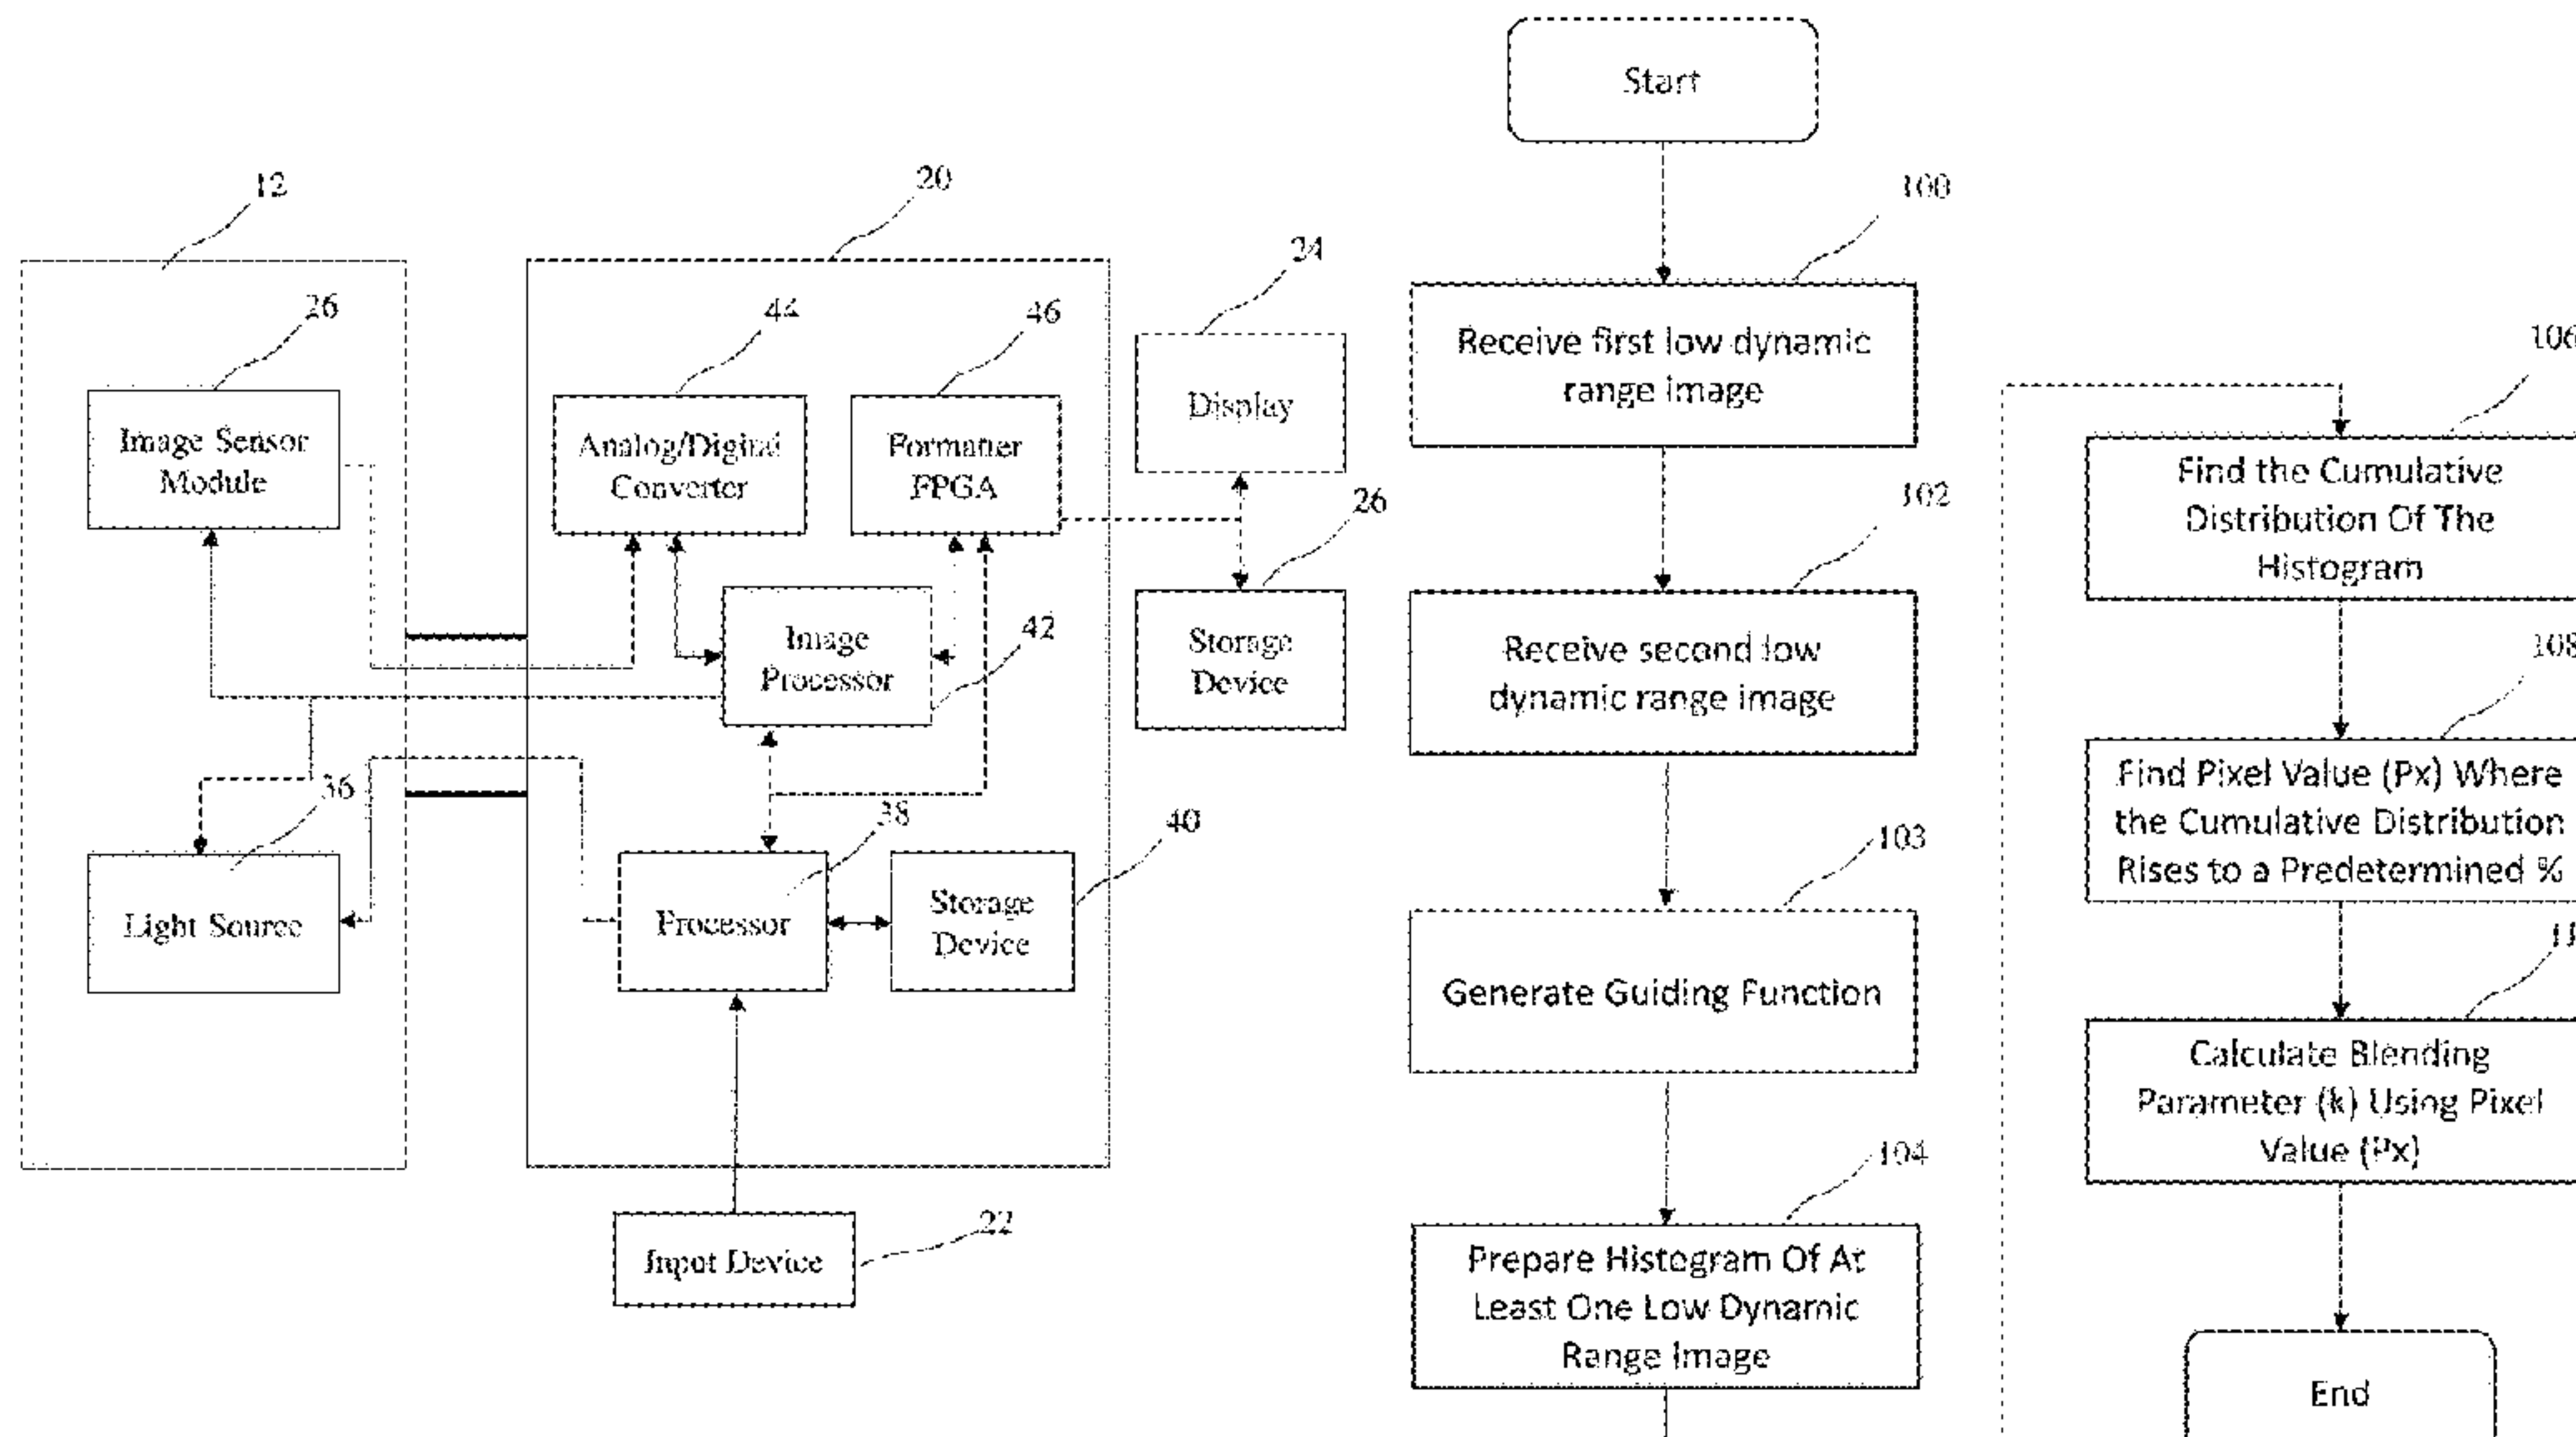 12
20
26
Image Sensor
Module
44
Analog/Digital
Converter
46
Formatter
FPGA
24
Display
26
Storage
Device
42
Image
Processor
36
Light Source
38
Processor
40
Storage
Device
22
Input Device
Start
100
Receive first low dynamic
range image
102
Receive second low
dynamic range image
103
Generate Guiding Function
104
Prepare Histogram Of At
Least One Low Dynamic
Range Image
106
Find the Cumulative
Distribution Of The
Histogram
108
Find Pixel Value (Px) Where
the Cumulative Distribution
Rises to a Predetermined %
Calculate Blending
Parameter (k) Using Pixel
Value (Px)
End